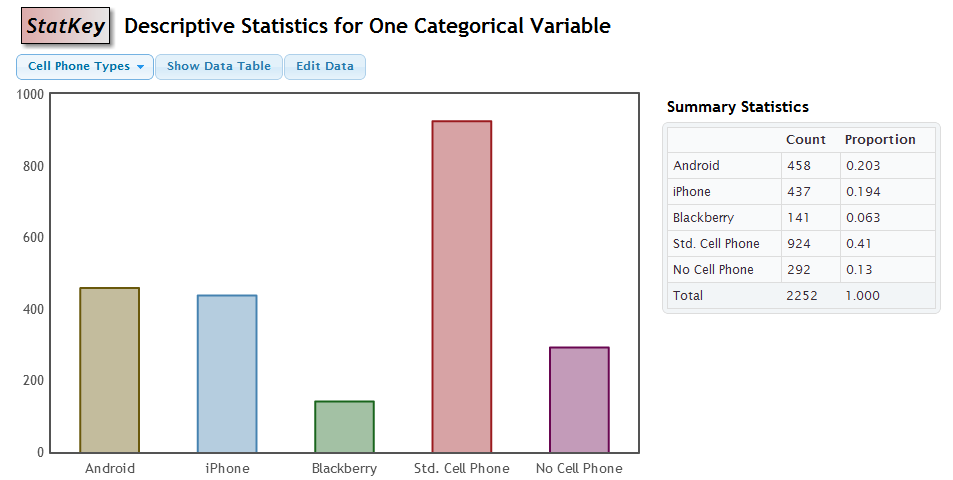 StatKey Descriptive Statistics for One Categorical Variable
Cell Phone Types Show Data Table Edit Data
1000
800
600
400
200
0
Android iPhone Blackberry Std. Cell Phone No Cell Phone
Summary Statistics
Count Proportion
Android 458 0.203
iPhone 437 0.194
Blackberry 141 0.063
Std. Cell Phone 924 0.41
No Cell Phone 292 0.13
Total 2252 1.000